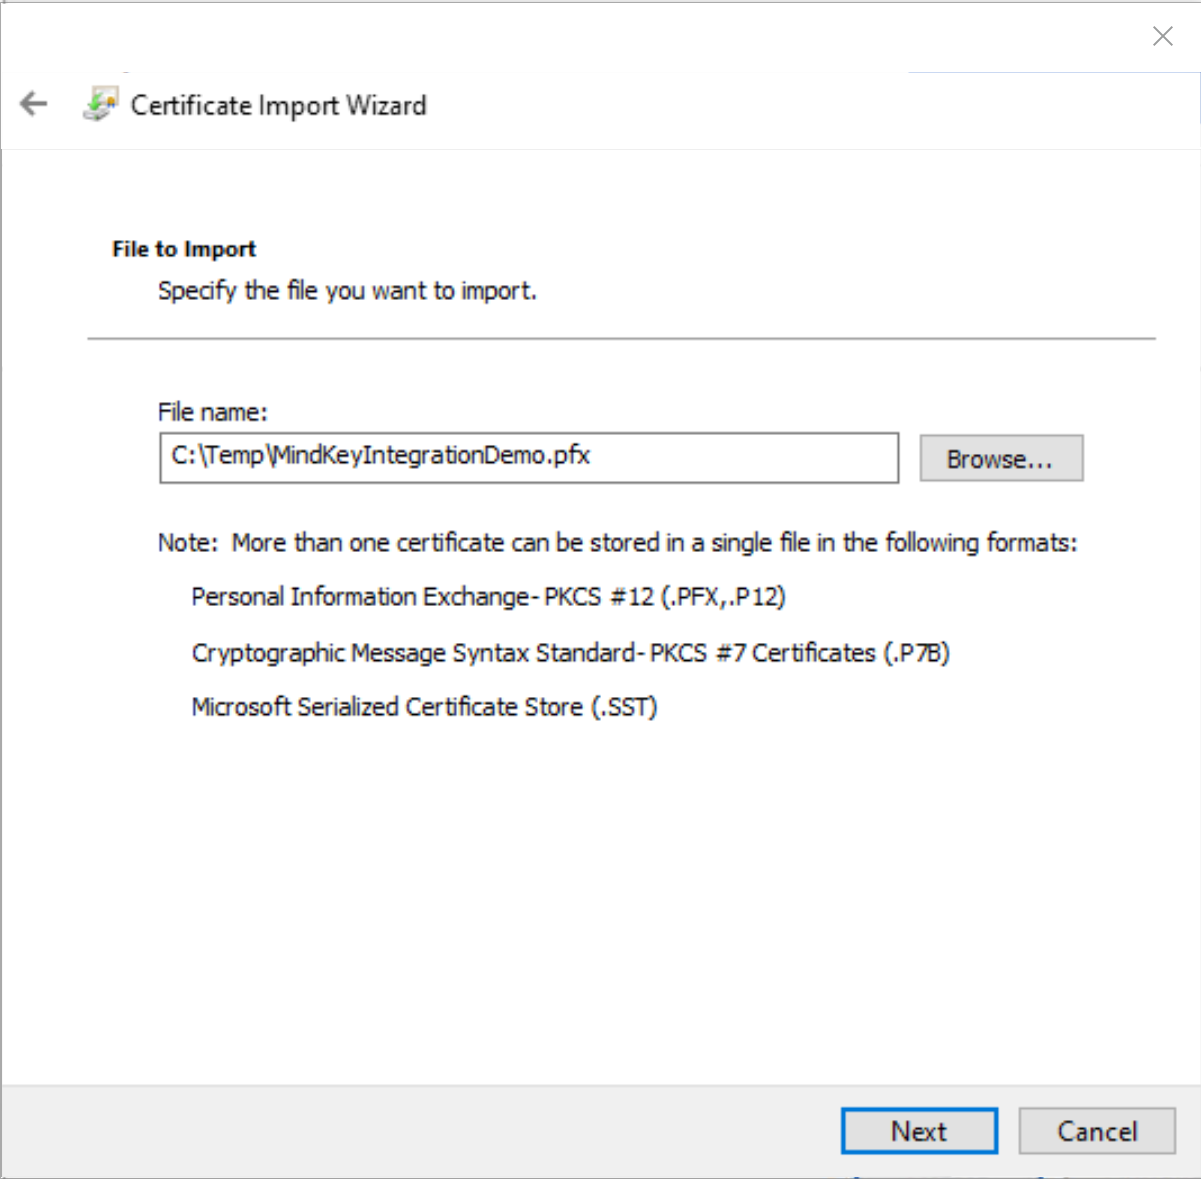 Certificate Import Wizard
File to Import
Specify the file you want to import.
File name:
C:\Temp\MindKeyIntegrationDemo.pfx
Browse...
Note:  More than one certificate can be stored in a single file in the following formats:
Personal Information Exchange- PKCS #12 (.PFX,.P12)
Cryptographic Message Syntax Standard- PKCS #7 Certificates (.P7B)
Microsoft Serialized Certificate Store (.SST)
Next
Cancel